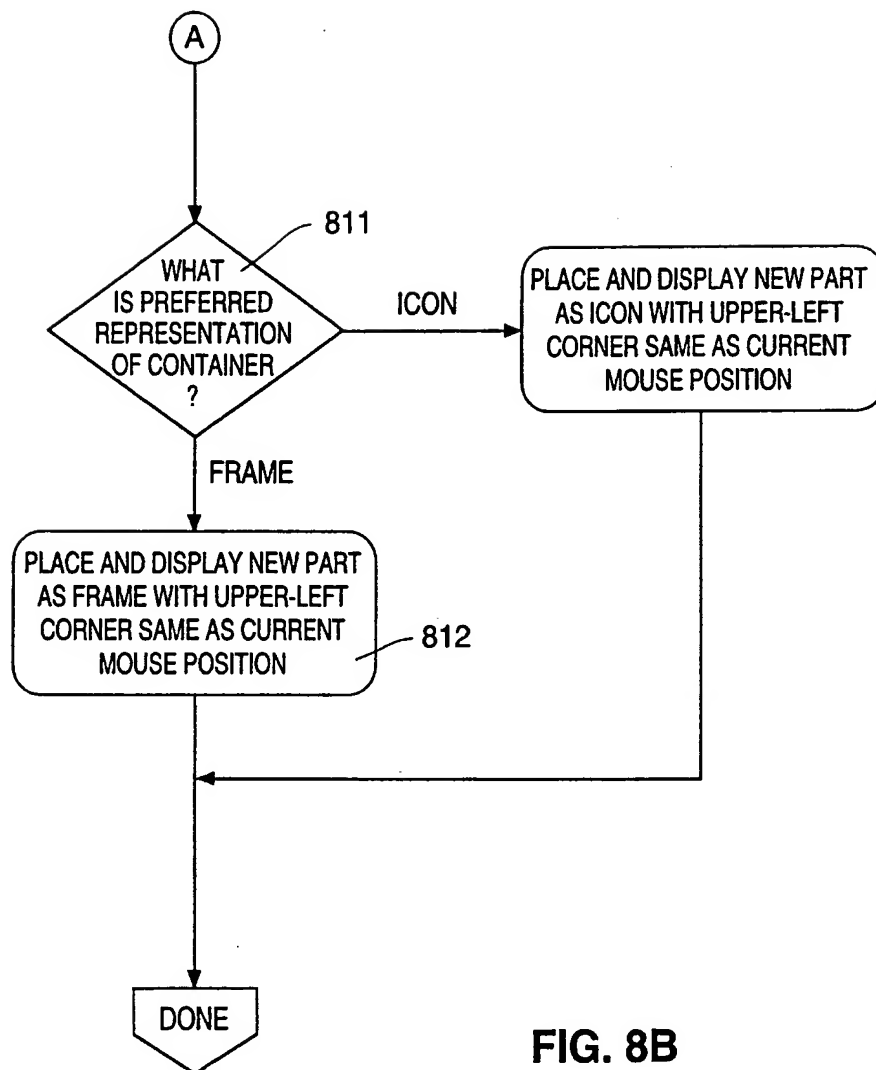 A
811
WHAT
IS PREFERRED
REPRESENTATION
OF CONTAINER
?
ICON
PLACE AND DISPLAY NEW PART
AS ICON WITH UPPER-LEFT
CORNER SAME AS CURRENT
MOUSE POSITION
FRAME
PLACE AND DISPLAY NEW PART
AS FRAME WITH UPPER-LEFT
CORNER SAME AS CURRENT
MOUSE POSITION
812
DONE
FIG. 8B